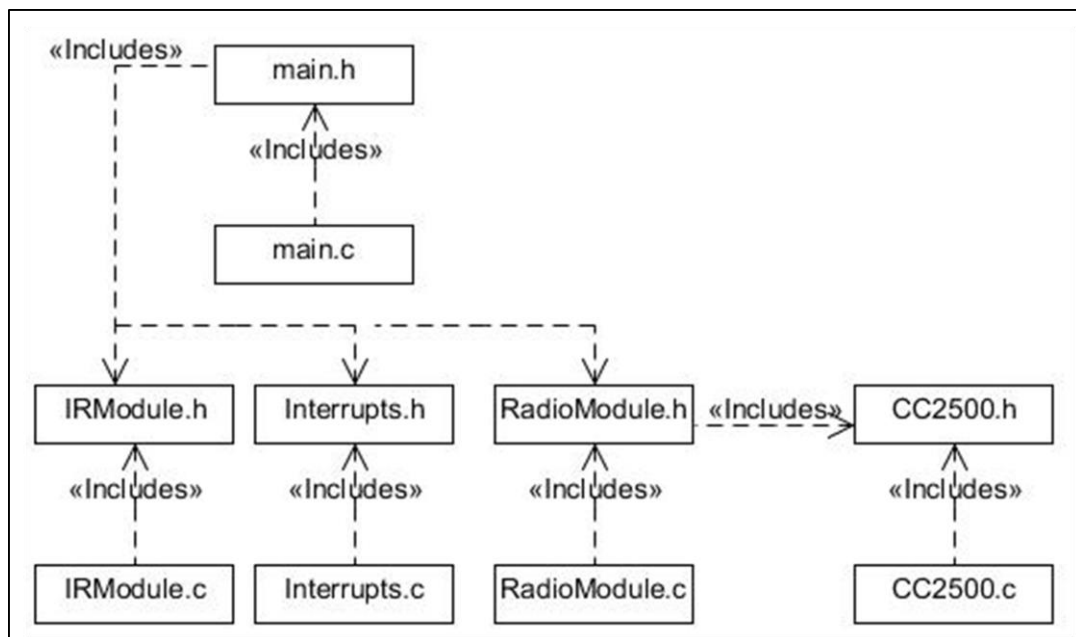 «Includes»
main.h
«Includes»
main.c
IRModule.h
Interrupts.h
RadioModule.h
«Includes»
CC2500.h
«Includes»
«Includes»
«Includes»
«Includes»
IRModule.c
Interrupts.c
RadioModule.c
CC2500.c